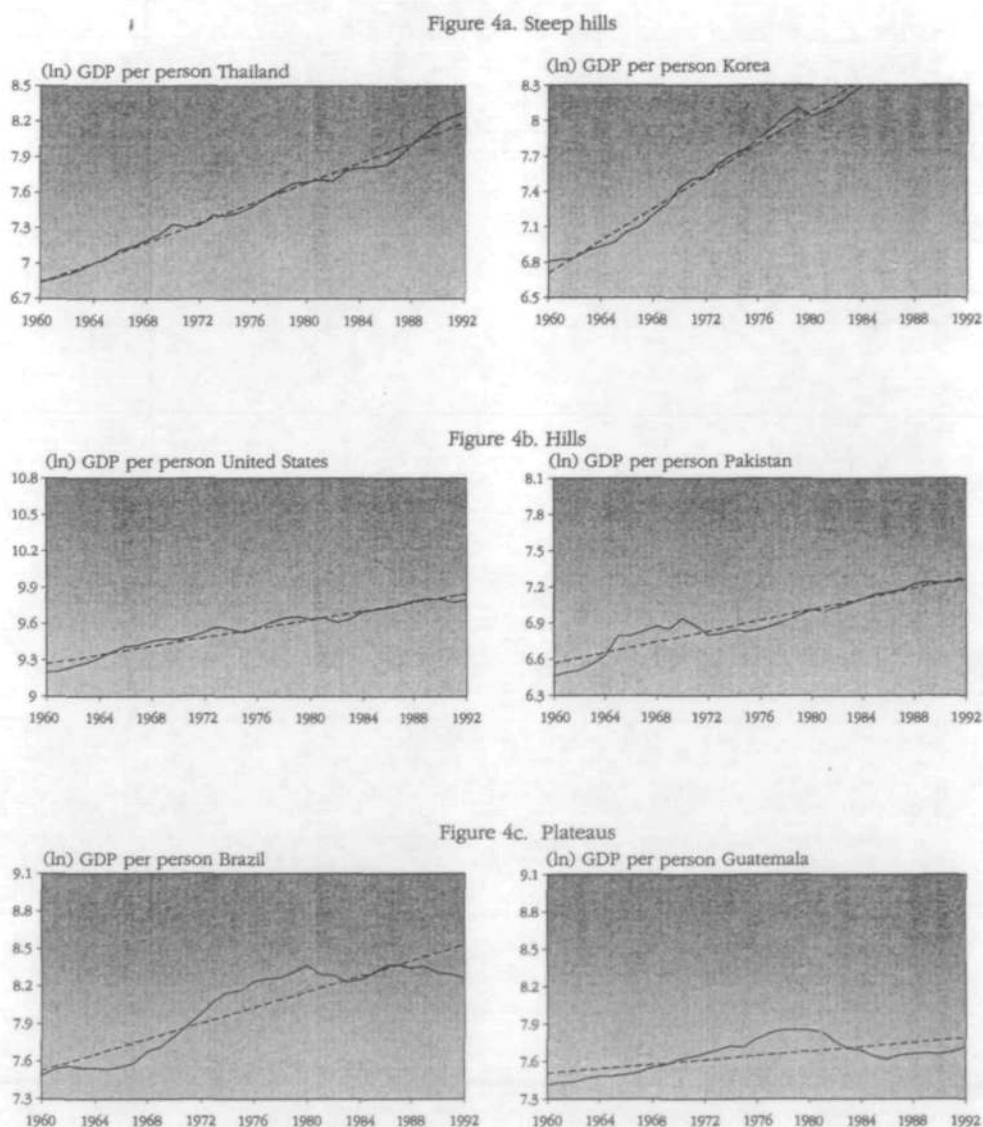 Figure 4a. Steep hills
(ln) GDP per person Thailand
8.5
8.2
7.9
7.6
7.3
7
6.7
1960 1964 1968 1972 1976 1980 1984 1988 1992
(ln) GDP per person Korea
8.3
8
7.7
7.4
7.1
6.8
6.5
1960 1964 1968 1972 1976 1980 1984 1988 1992
Figure 4b. Hills
(ln) GDP per person United States
10.8
10.5
10.2
9.9
9.6
9.3
9
1960 1964 1968 1972 1976 1980 1984 1988 1992
(ln) GDP per person Pakistan
8.1
7.8
7.5
7.2
6.9
6.6
6.3
1960 1964 1968 1972 1976 1980 1984 1988 1992
Figure 4c. Plateaus
(ln) GDP per person Brazil
9.1
8.8
8.5
8.2
7.9
7.6
7.3
1960 1964 1968 1972 1976 1980 1984 1988 1992
(ln) GDP per person Guatemala
9.1
8.8
8.5
8.2
7.9
7.6
7.3
1960 1964 1968 1972 1976 1980 1984 1988 1992